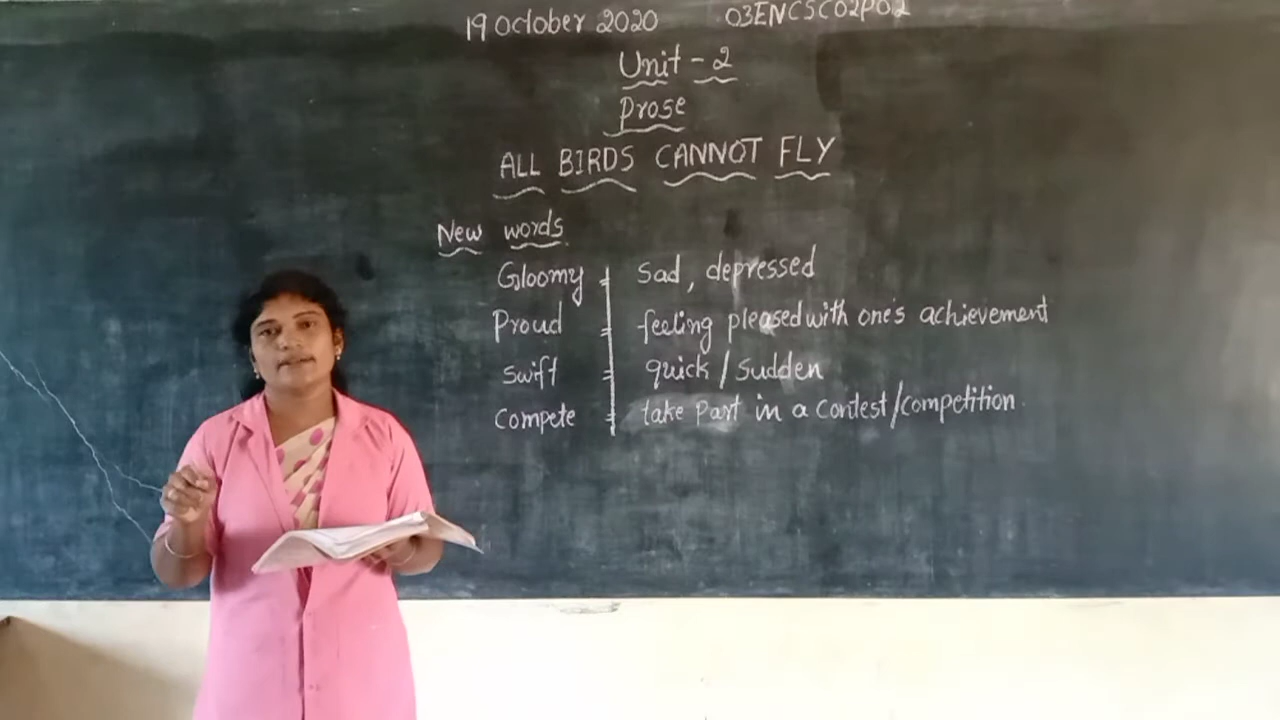 19 October 2020 03ENCSC02P02
Unit - 2
Prose
ALL BIRDS CANNOT FLY
New words
Gloomy = Sad, depressed
Proud = feeling pleased with one's achievement
Swift = quick / Sudden
Compete = take part in a Contest/competition.